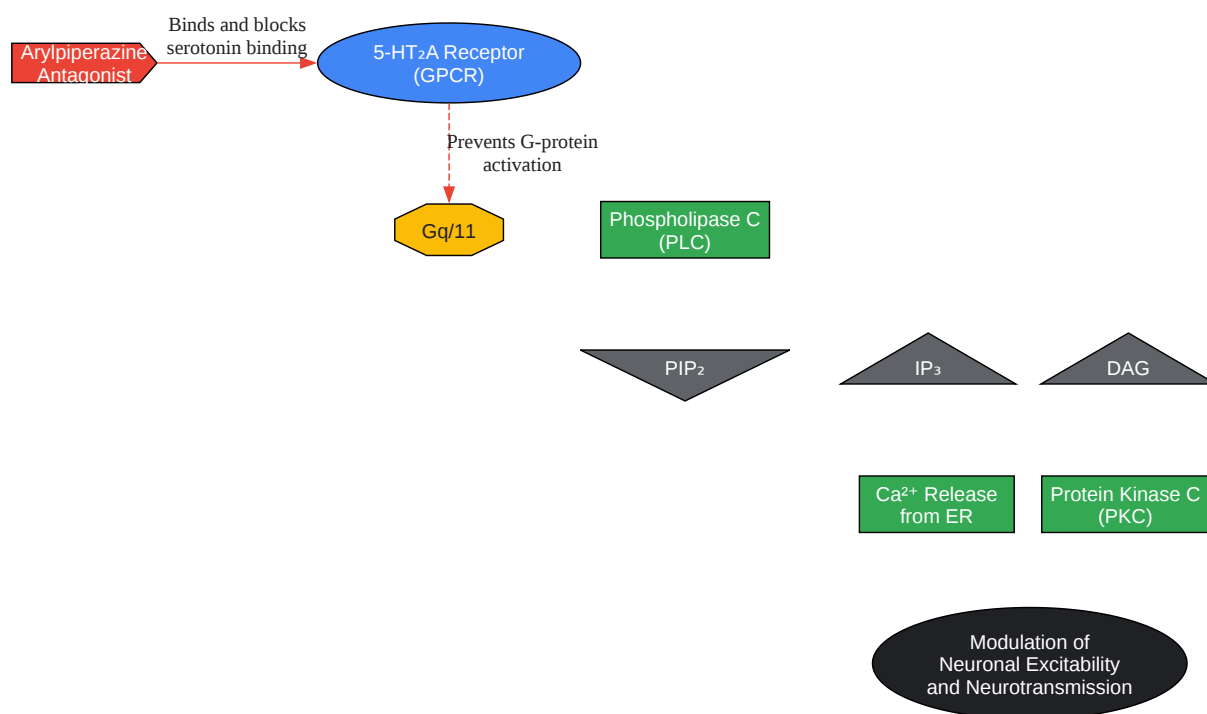 Binds and blocks
serotonin binding
Arylpiperazine
Antagonist
5-HT₂A Receptor
(GPCR)
Prevents G-protein
activation
Gq/11
Phospholipase C
(PLC)
PIP₂
IP₃
DAG
Ca²⁺ Release
from ER
Protein Kinase C
(PKC)
Modulation of
Neuronal Excitability
and Neurotransmission